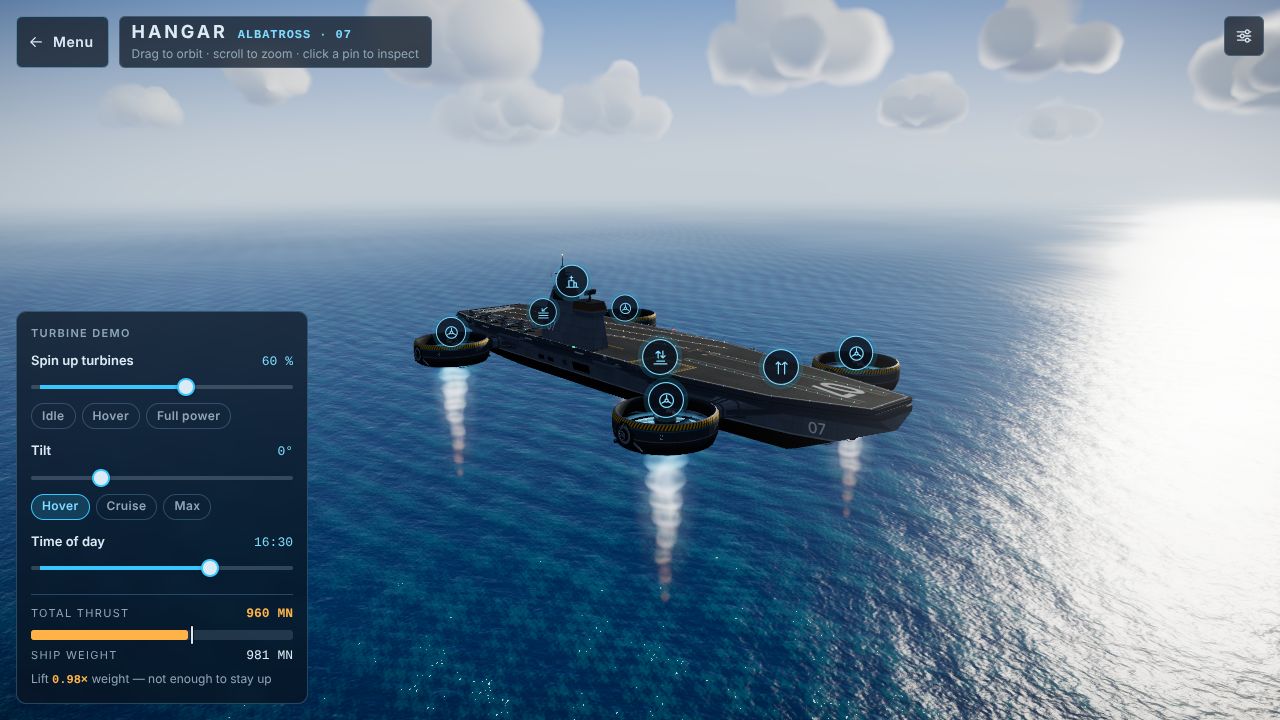 Menu
HANGAR ALBATROSS · 07
Drag to orbit · scroll to zoom · click a pin to inspect
TURBINE DEMO
Spin up turbines 60 %
Idle Hover Full power
Tilt 0°
Hover Cruise Max
Time of day 16:30
TOTAL THRUST 960 MN
SHIP WEIGHT 981 MN
Lift 0.98× weight — not enough to stay up
07
07